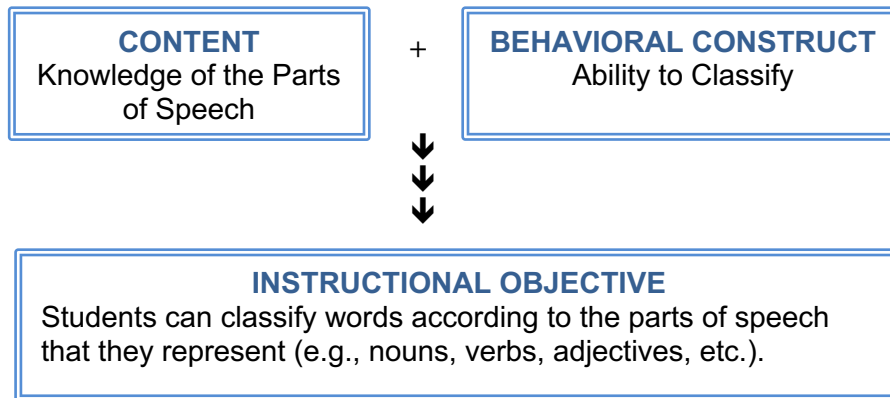 CONTENT
Knowledge of the Parts
of Speech
+
BEHAVIORAL CONSTRUCT
Ability to Classify
INSTRUCTIONAL OBJECTIVE
Students can classify words according to the parts of speech
that they represent (e.g., nouns, verbs, adjectives, etc.).